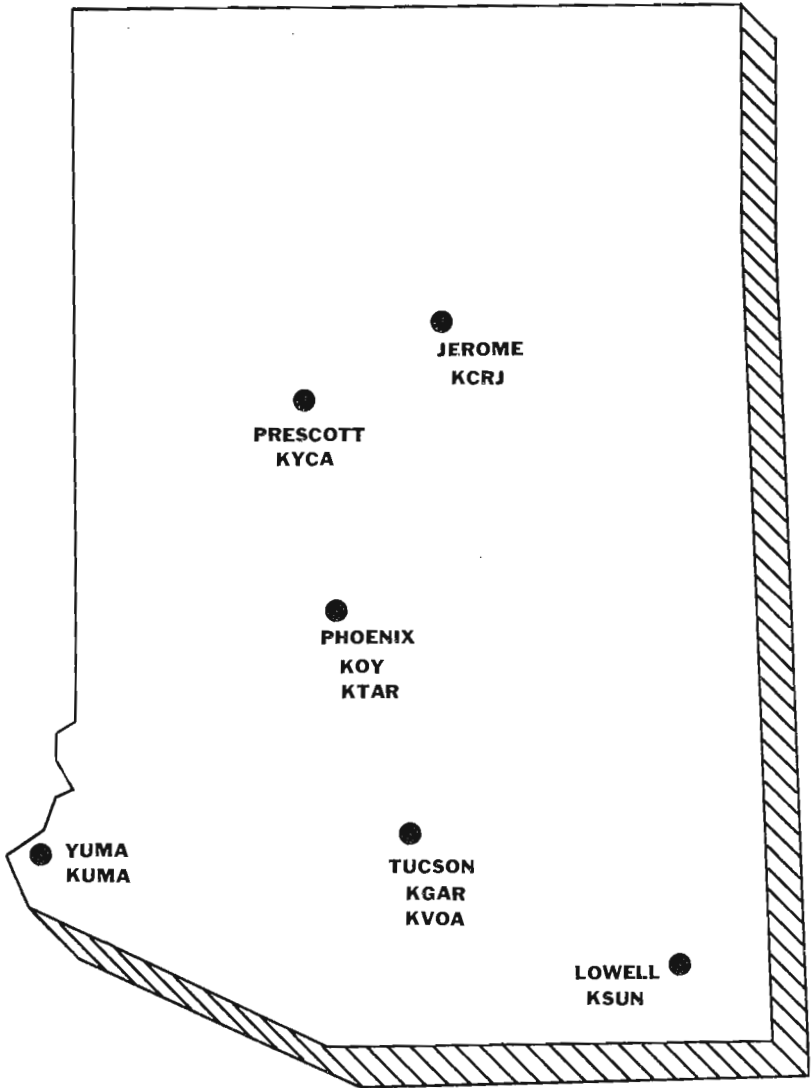 JEROME
KCRJ
PRESCOTT
KYCA
PHOENIX
KOY
KTAR
YUMA
KUMA
TUCSON
KGAR
KVOA
LOWELL
KSUN